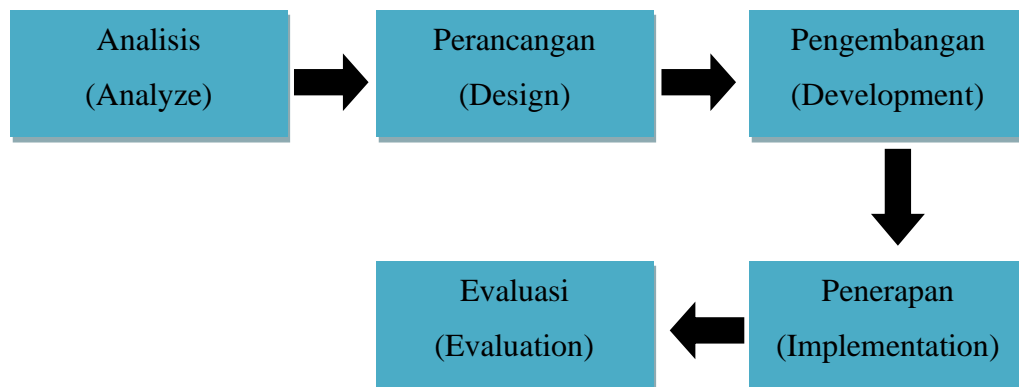 Analisis
(Analyze)
Perancangan
(Design)
Pengembangan
(Development)
Penerapan
(Implementation)
Evaluasi
(Evaluation)